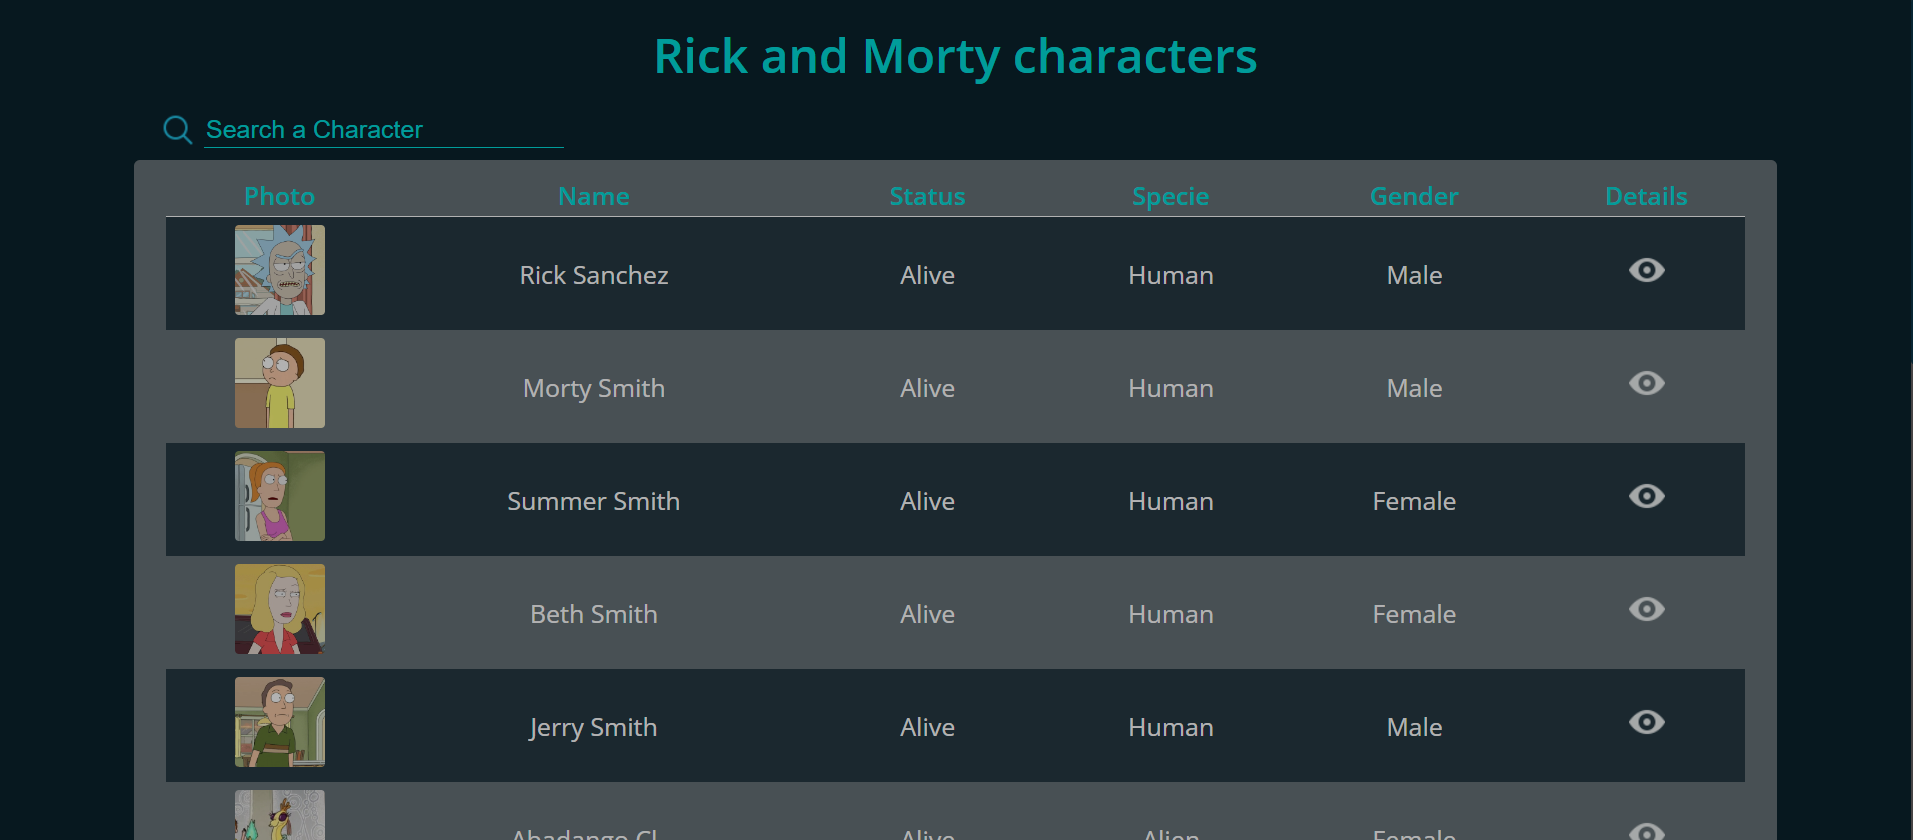 Rick and Morty characters
Search a Character
Photo Name Status Specie Gender Details
Rick Sanchez Alive Human Male
Morty Smith Alive Human Male
Summer Smith Alive Human Female
Beth Smith Alive Human Female
Jerry Smith Alive Human Male
Abadango Cl... Alive Alien Female